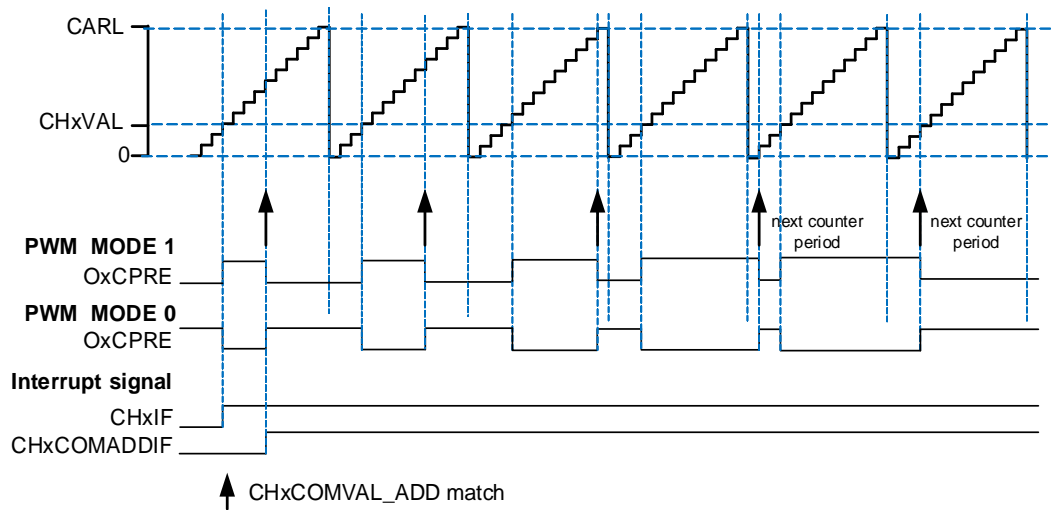 CARL
CHxVAL
0
next counter
period
next counter
period
PWM MODE 1
OxCPRE
PWM MODE 0
OxCPRE
Interrupt signal
CHxIF
CHxCOMADDIF
CHxCOMVAL_ADD match